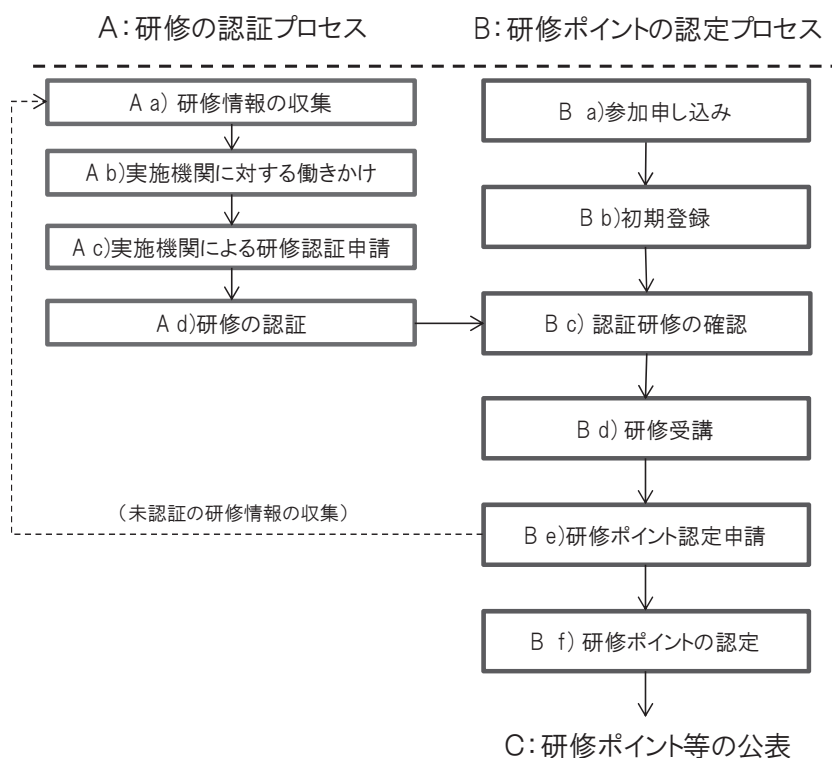 A:研修の認証プロセス
B:研修ポイントの認定プロセス
A a) 研修情報の収集
A b)実施機関に対する働きかけ
A c)実施機関による研修認証申請
A d)研修の認証
B a)参加申し込み
B b)初期登録
B c) 認証研修の確認
B d) 研修受講
(未認証の研修情報の収集)
B e)研修ポイント認定申請
B f) 研修ポイントの認定
C:研修ポイント等の公表